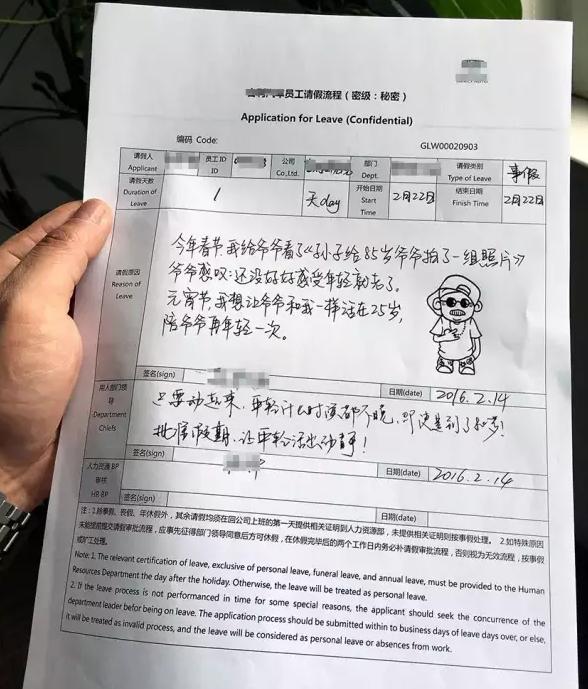 员工请假流程（密级：秘密）
Application for Leave (Confidential)
编码 Code: GLW00020903
请假人 Applicant 员工ID ID 公司 Co,Ltd. 部门 Dept. 请假类别 Type of Leave 事假
请假天数 Duration of Leave 1 天day 开始日期 Start Time 2月22日 结束日期 Finish Time 2月22日
请假原因 Reason of Leave
今年春节,我给爷爷看了《孙子给85岁爷爷拍了一组照片》
爷爷感叹:还没好好感受年轻就老了。
元宵节,我想让爷爷和我一样活在25岁,
陪爷爷再年轻一次。
签名(sign) 日期(date) 2016.2.14
用人部门领导 Department Chiefs
只要动起来,年轻什么时候都不晚,即使是到了80岁!
批准假期,让年轻活出动静!
签名(sign) 日期(date) 2016.2.14
人力资源BP 审核 HR BP
签名(sign) 日期(date)
注：1.除事假、丧假、年休假外，其余请假均须在回公司上班的第一天提供相关证明到人力资源部，未提供相关证明按事假处理。 2.如特殊原因
未能提前提交请假审批流程，应事先征得部门领导同意后方可休假，在休假完毕后的两个工作日内务必补请假审批流程，否则视为无效流程，按事假
或旷工处理。
Note: 1. The relevant certification of leave, exclusive of personal leave, funeral leave, and annual leave, must be provided to the Human
Resources Department the day after the holiday. Otherwise, the leave will be treated as personal leave.
2. If the leave process is not performanced in time for some special reasons, the applicant should seek the concurrence of the
department leader befor being on leave. The application process should be submitted within to business days of leave days over, or else,
it will be treated as invalid process, and the leave will be considered as personal leave or absences from work.